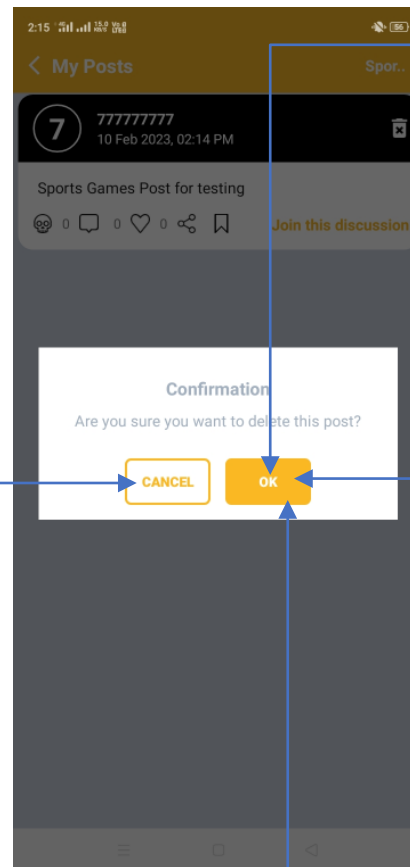 2:15
56
My Posts
Spor..
7
777777777
10 Feb 2023, 02:14 PM
Sports Games Post for testing
0 0 0
Join this discussion
Confirmation
Are you sure you want to delete this post?
CANCEL
OK